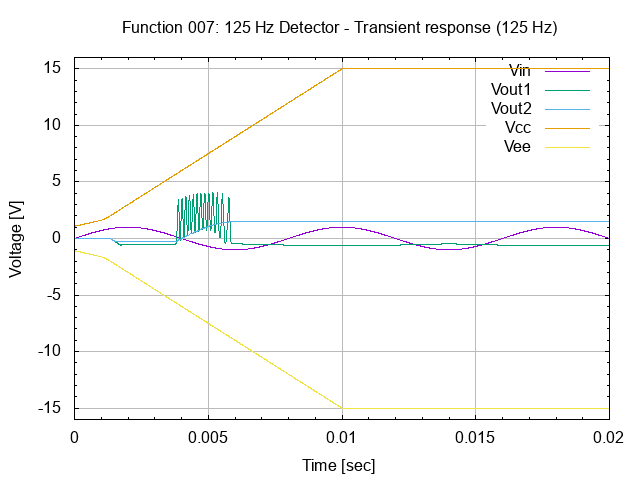 Function 007: 125 Hz Detector - Transient response (125 Hz)
15
10
5
0
-5
-10
-15
Voltage [V]
Vin
Vout1
Vout2
Vcc
Vee
0 0.005 0.01 0.015 0.02
Time [sec]